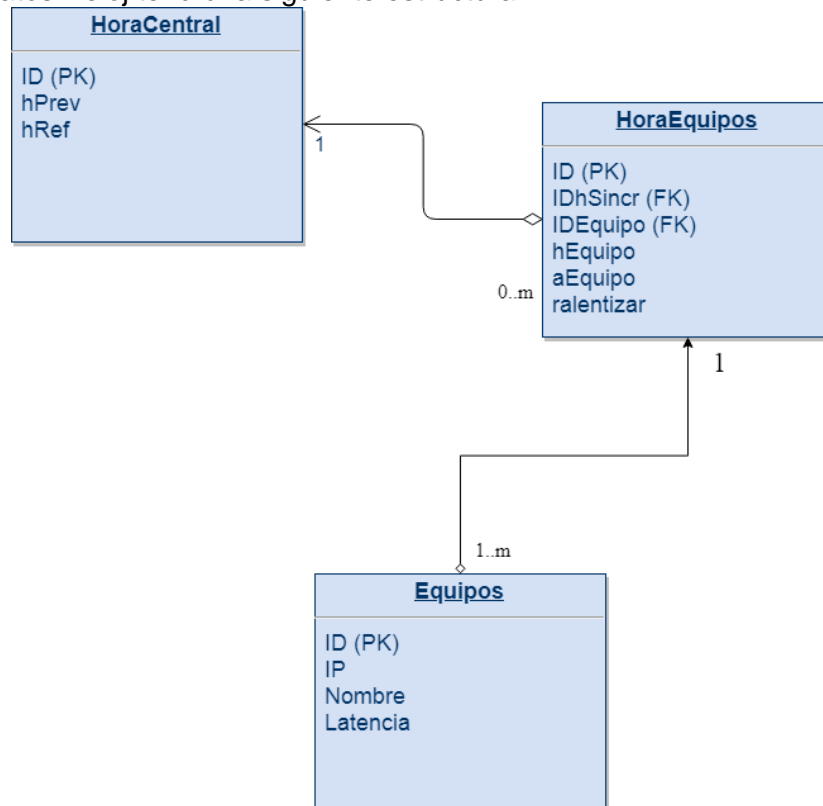 HoraCentral
ID (PK)
hPrev
hRef
1
HoraEquipos
ID (PK)
IDhSincr (FK)
IDEquipo (FK)
hEquipo
aEquipo
ralentizar
0..m
1
1..m
Equipos
ID (PK)
IP
Nombre
Latencia